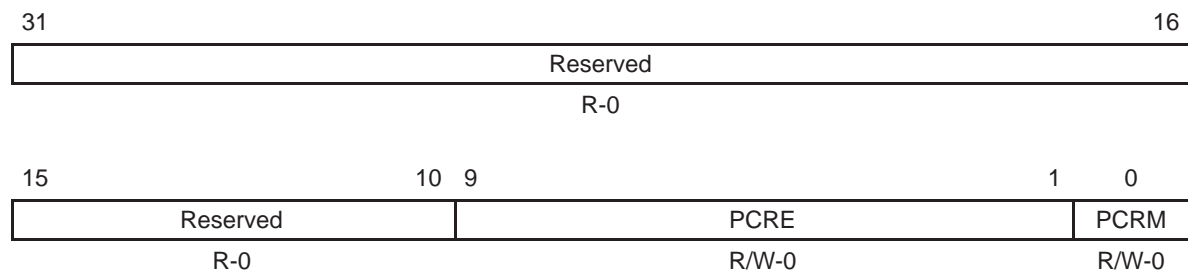 31 16
Reserved
R-0
15 10 9 1 0
Reserved PCRE PCRM
R-0 R/W-0 R/W-0